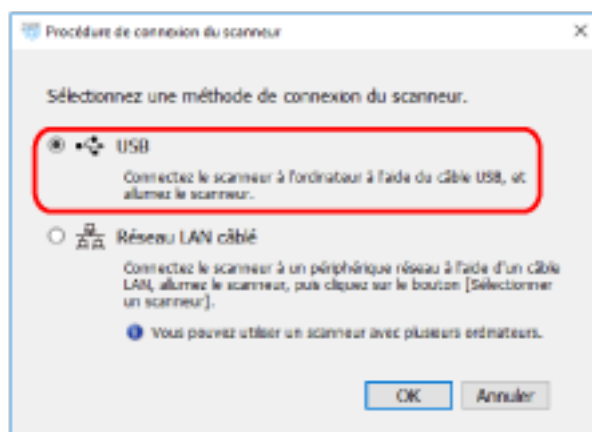 Procédure de connexion du scanneur
Sélectionnez une méthode de connexion du scanneur.
USB
Connectez le scanneur à l'ordinateur à l'aide du câble USB, et
allumez le scanneur.
Réseau LAN câblé
Connectez le scanneur à un périphérique réseau à l'aide d'un câble
LAN, allumez le scanneur, puis cliquez sur le bouton [Sélectionner
un scanneur].
Vous pouvez utiliser un scanneur avec plusieurs ordinateurs.
OK
Annuler